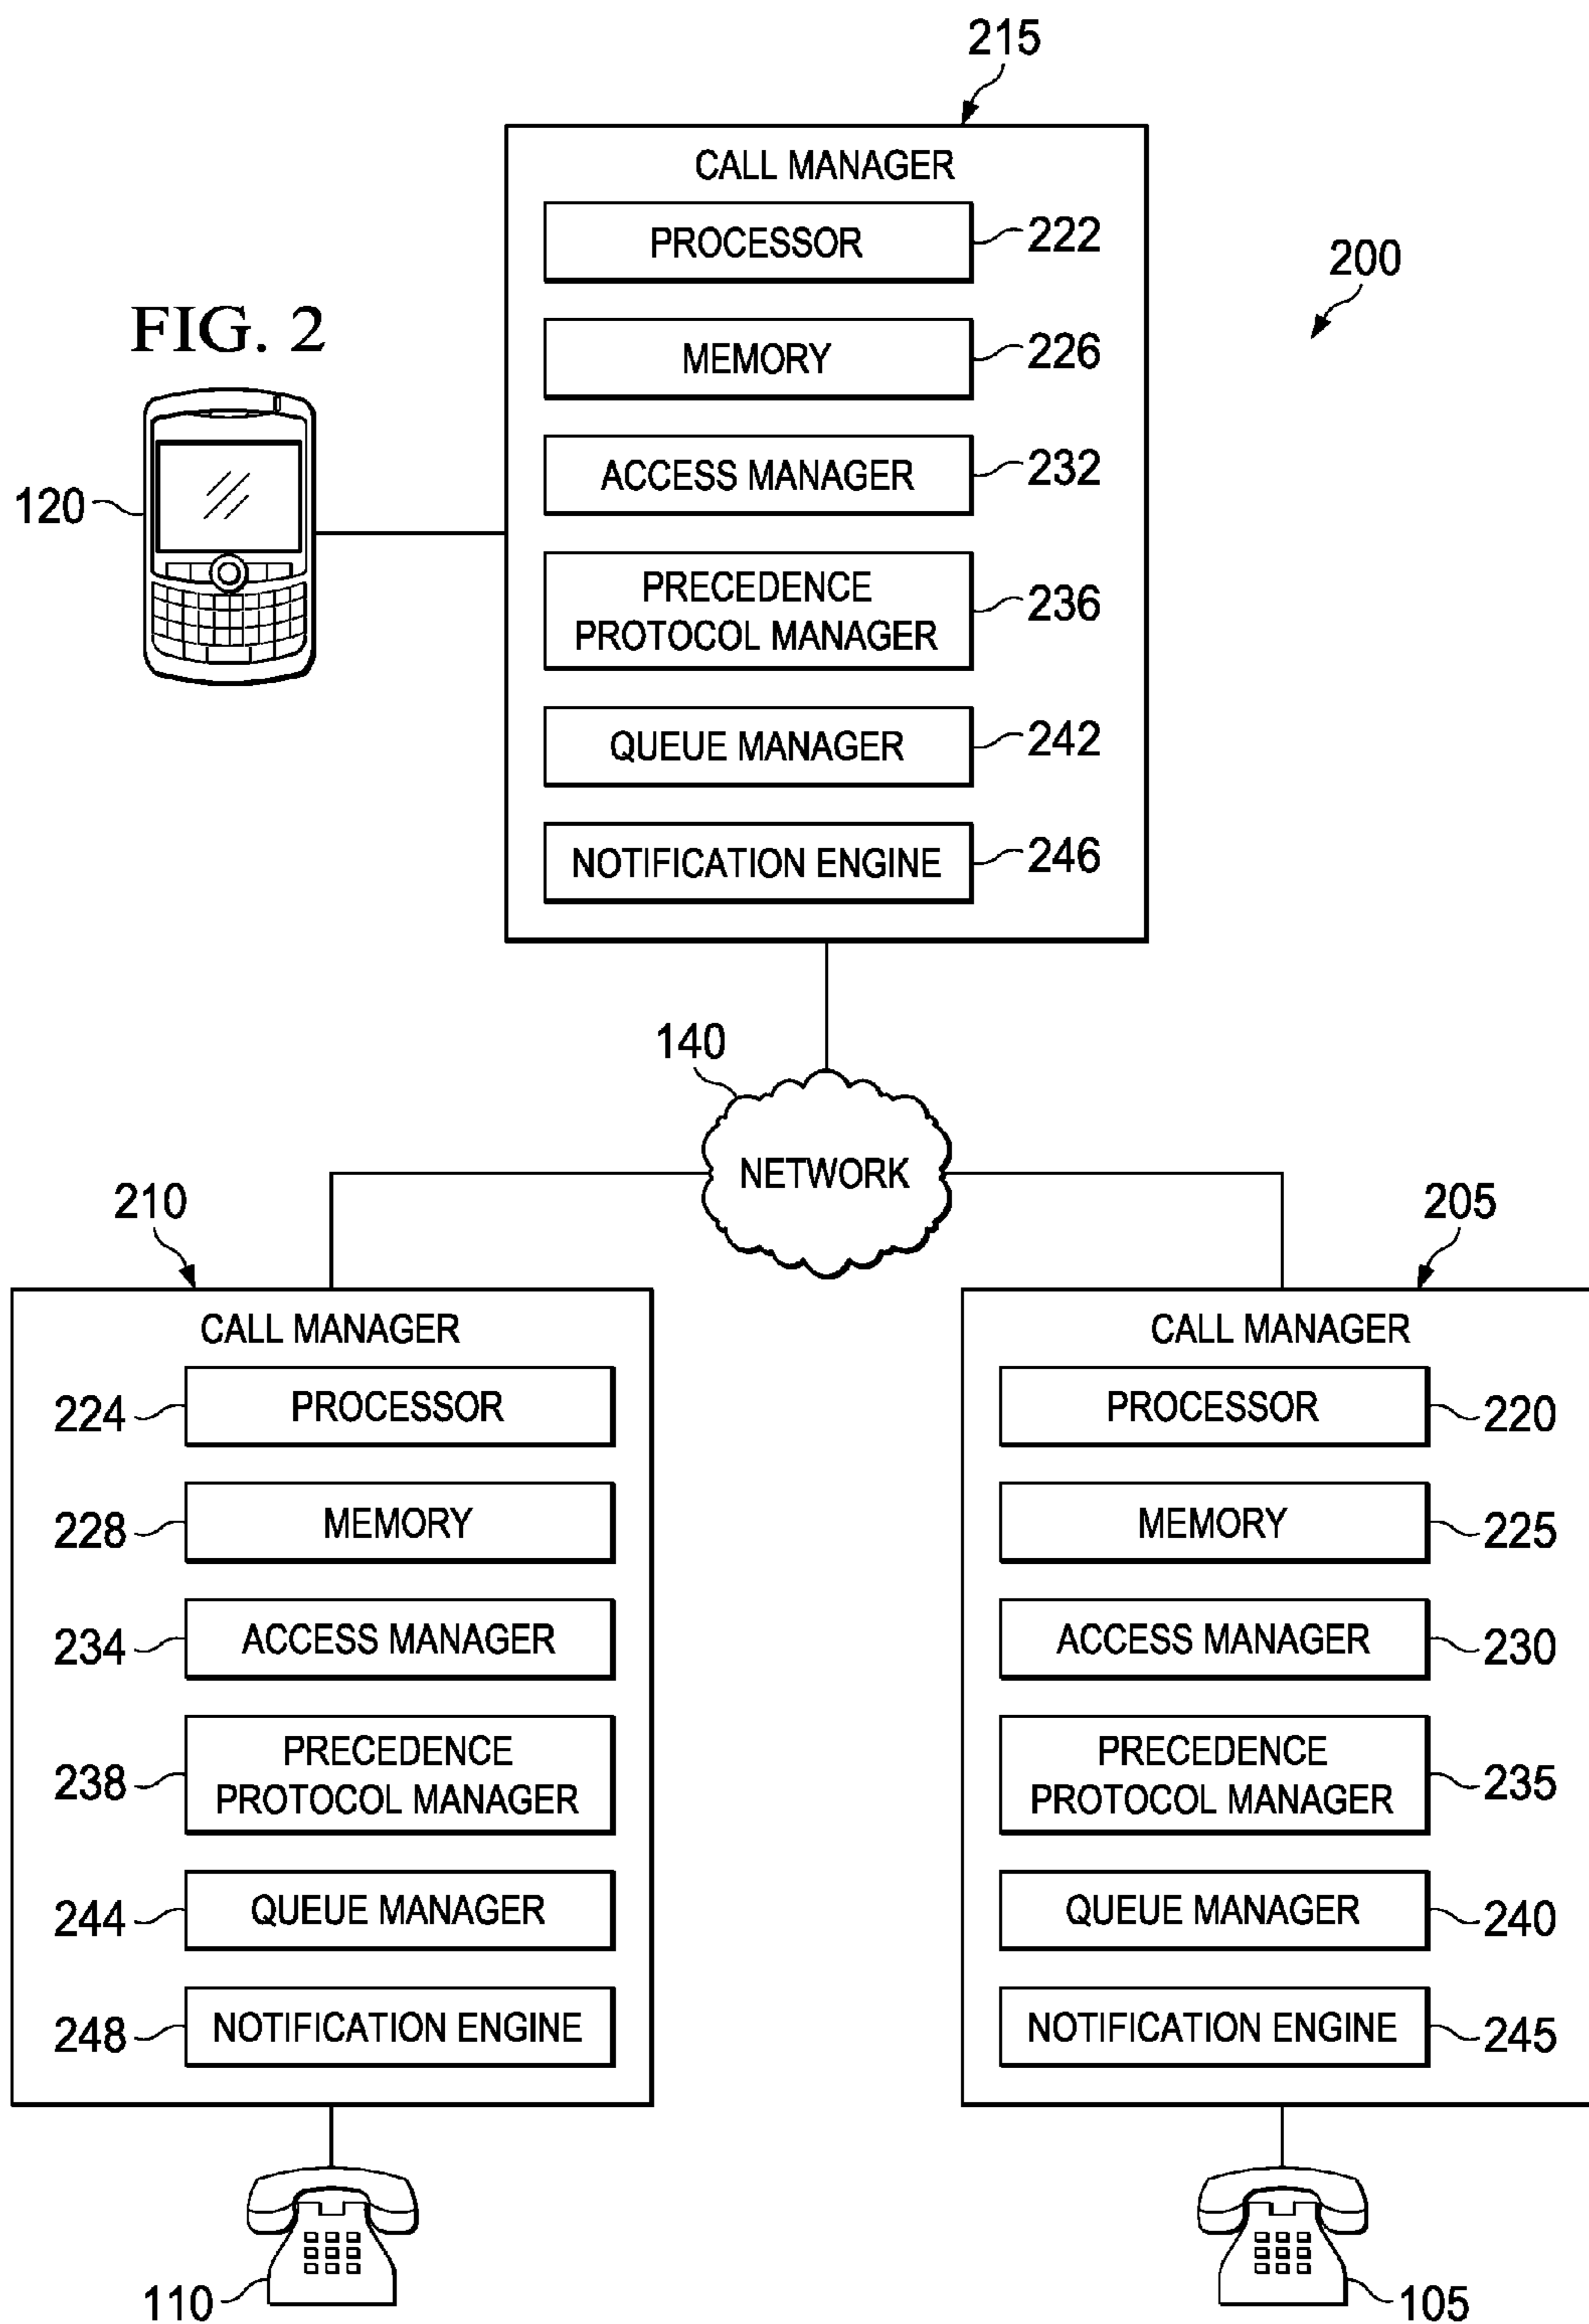 215
CALL MANAGER
PROCESSOR
222
200
FIG. 2
MEMORY
226
ACCESS MANAGER
232
120
PRECEDENCE
PROTOCOL MANAGER
236
QUEUE MANAGER
242
NOTIFICATION ENGINE
246
140
NETWORK
210
CALL MANAGER
224
PROCESSOR
228
MEMORY
234
ACCESS MANAGER
238
PRECEDENCE
PROTOCOL MANAGER
244
QUEUE MANAGER
248
NOTIFICATION ENGINE
110
205
CALL MANAGER
PROCESSOR
220
MEMORY
225
ACCESS MANAGER
230
PRECEDENCE
PROTOCOL MANAGER
235
QUEUE MANAGER
240
NOTIFICATION ENGINE
245
105